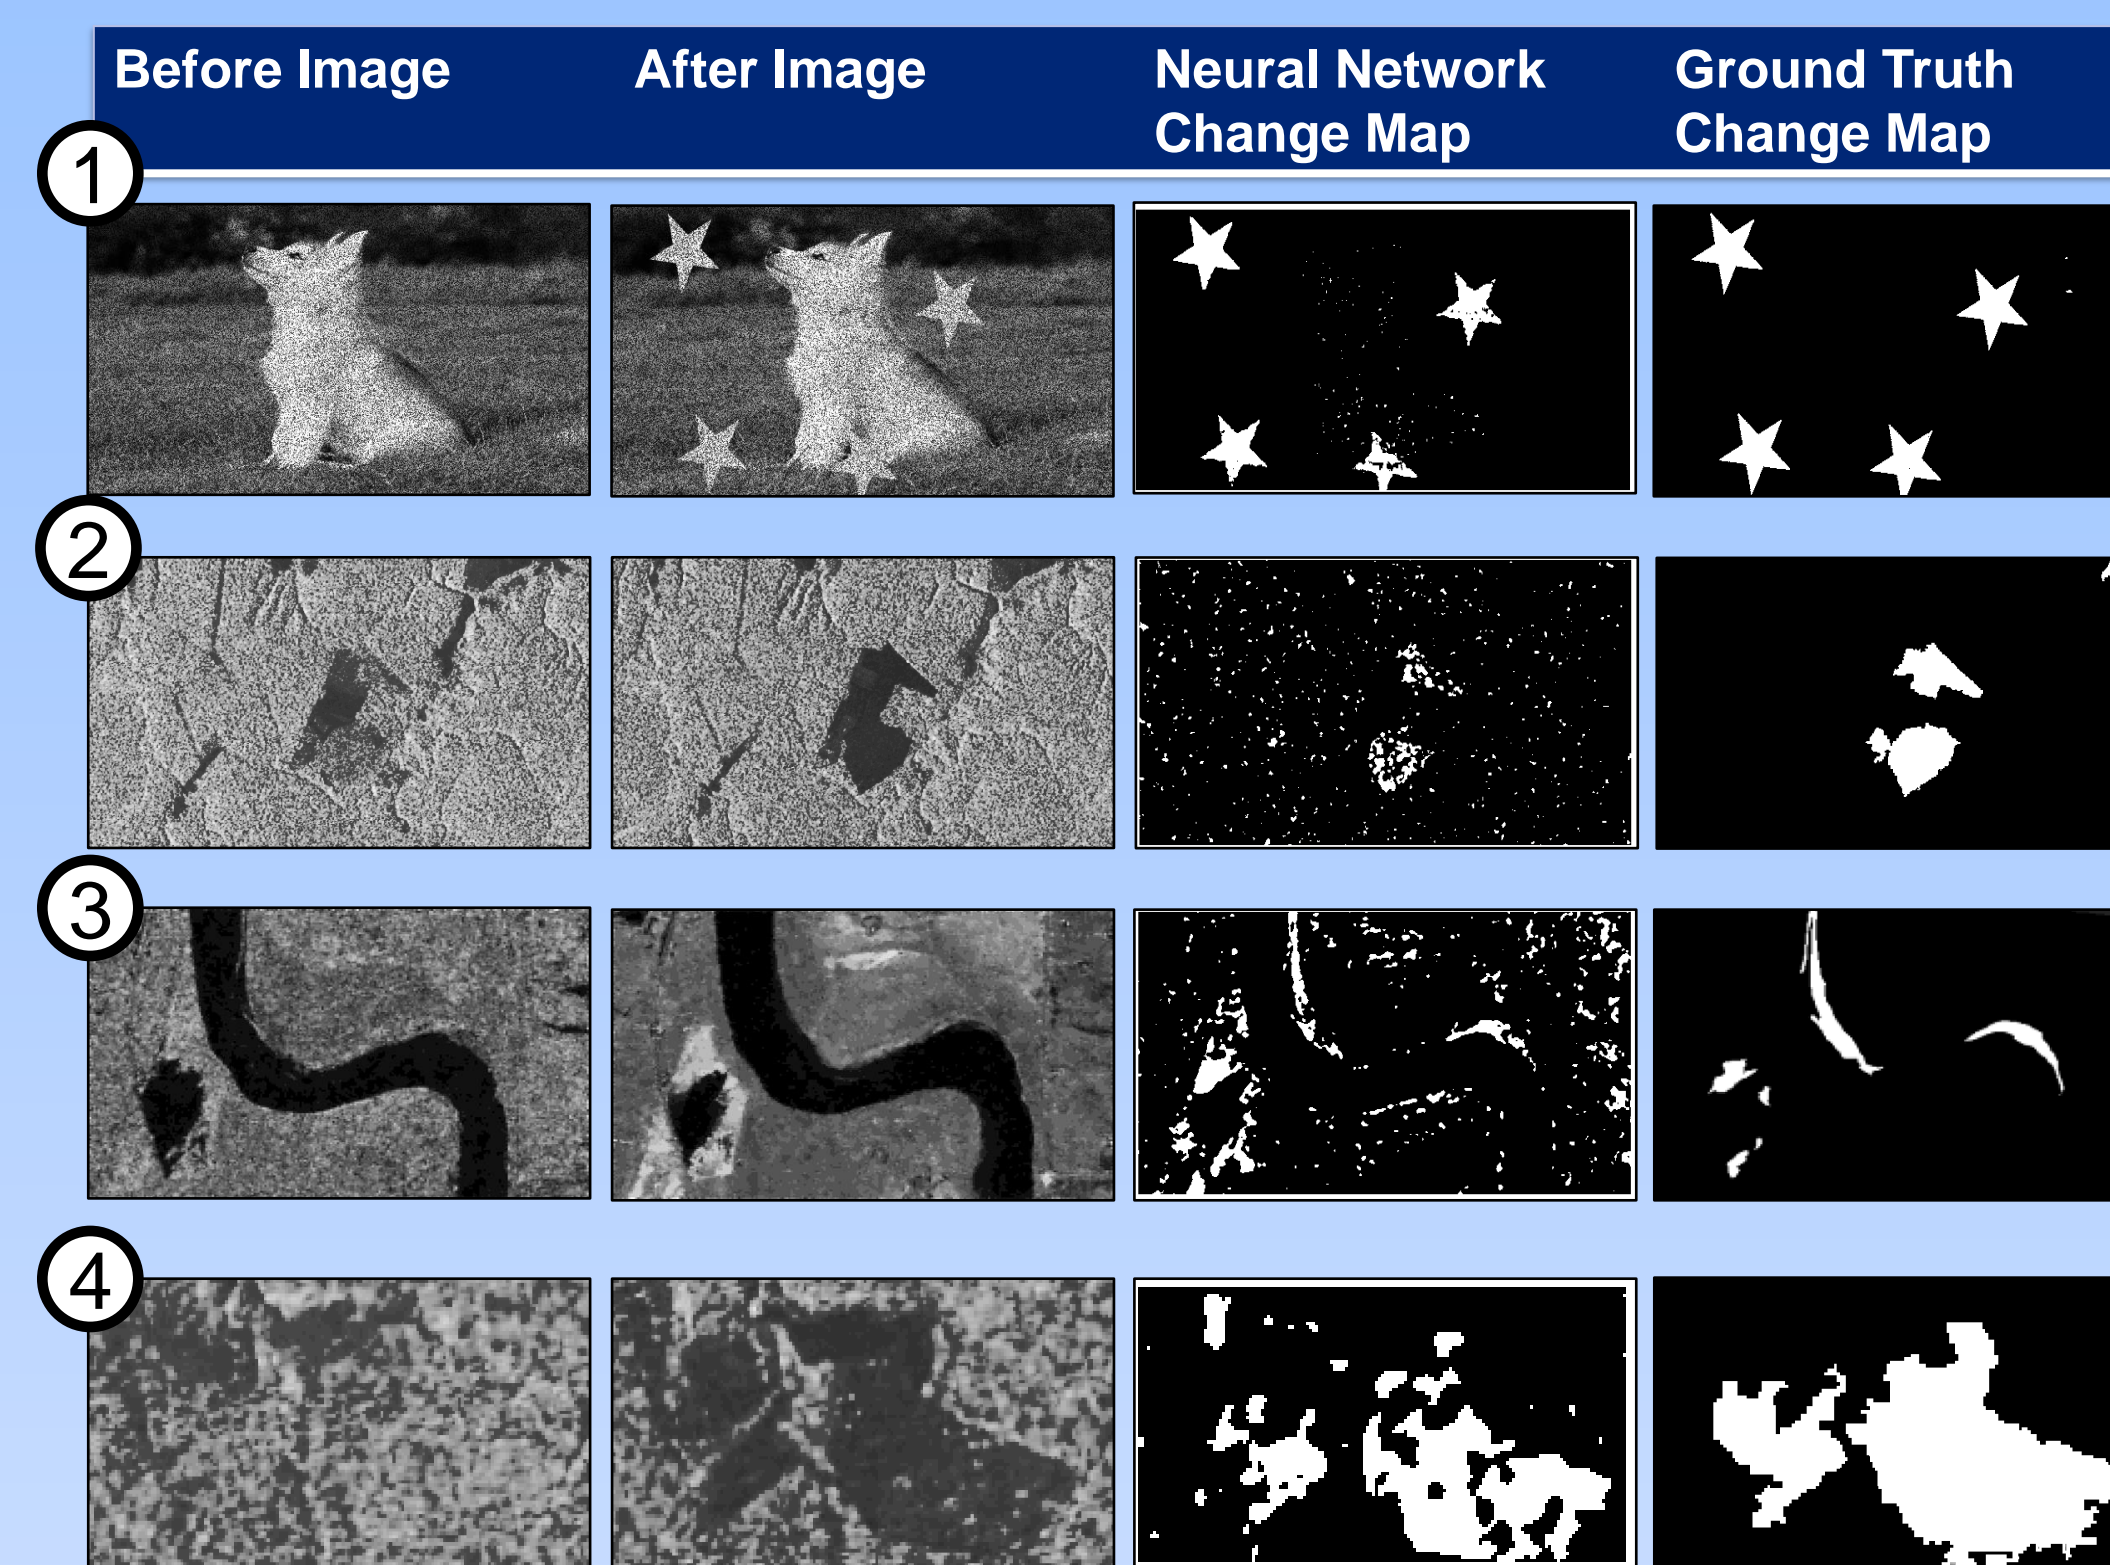 Before Image
After Image
Neural Network
Change Map
Ground Truth
Change Map
1
2
3
4